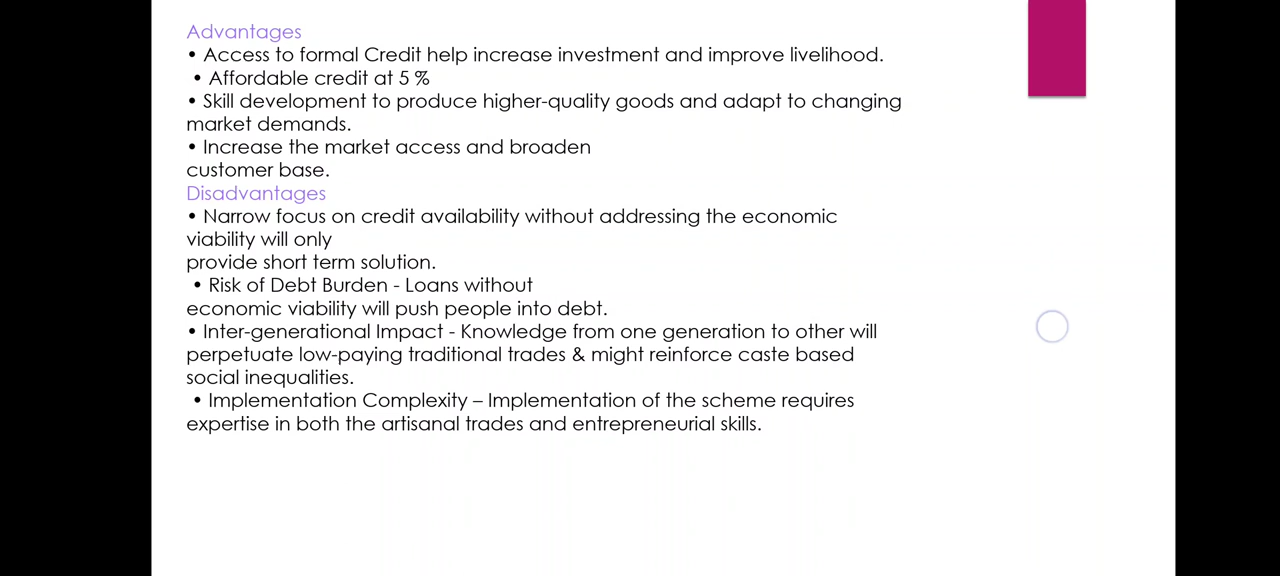 Advantages
• Access to formal Credit help increase investment and improve livelihood.
• Affordable credit at 5 %
• Skill development to produce higher-quality goods and adapt to changing
market demands.
• Increase the market access and broaden
customer base.
Disadvantages
• Narrow focus on credit availability without addressing the economic
viability will only
provide short term solution.
• Risk of Debt Burden - Loans without
economic viability will push people into debt.
• Inter-generational Impact - Knowledge from one generation to other will
perpetuate low-paying traditional trades & might reinforce caste based
social inequalities.
• Implementation Complexity – Implementation of the scheme requires
expertise in both the artisanal trades and entrepreneurial skills.